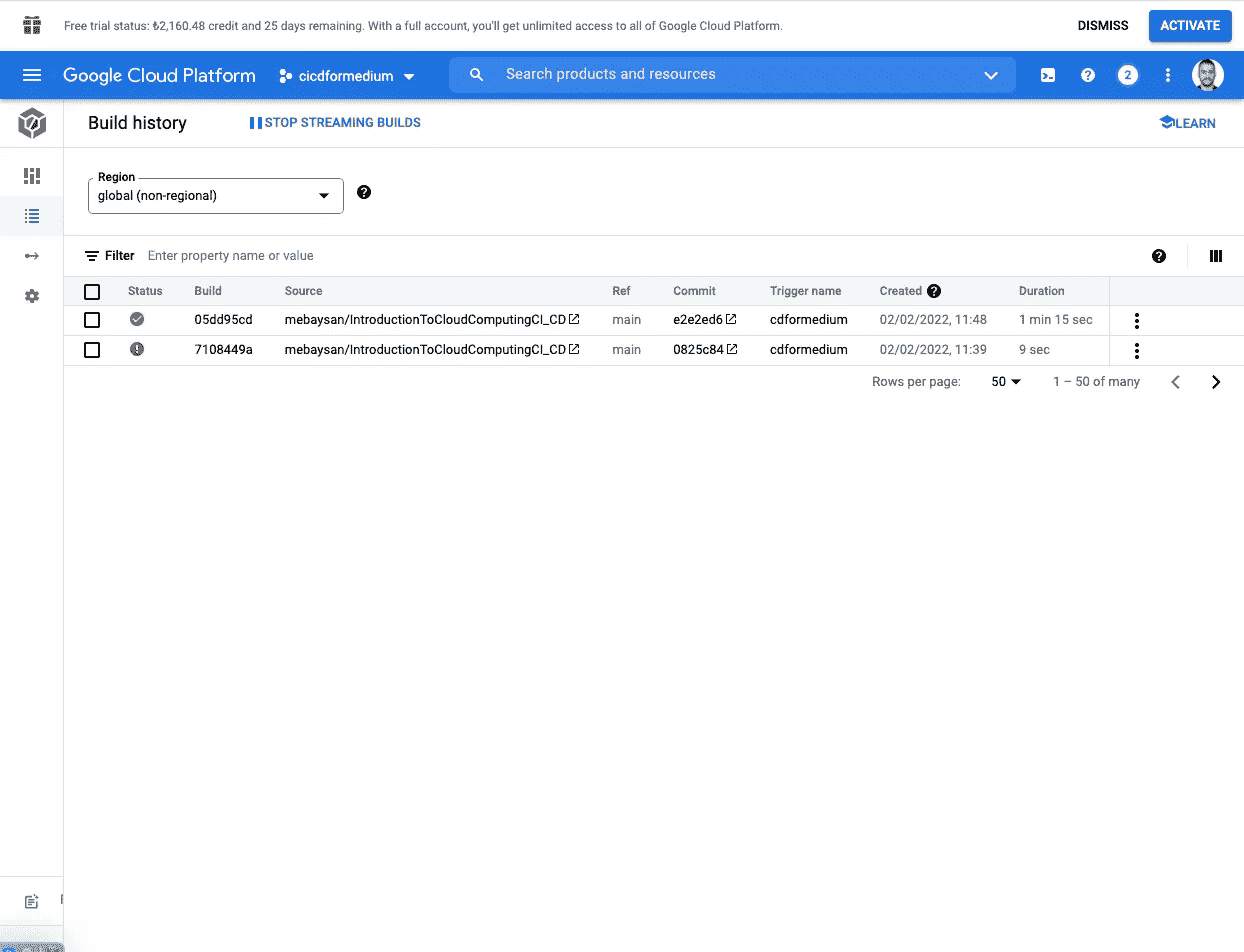 Free trial status: ₺2,160.48 credit and 25 days remaining. With a full account, you'll get unlimited access to all of Google Cloud Platform. DISMISS ACTIVATE
Google Cloud Platform cicdformedium Search products and resources 2
Build history STOP STREAMING BUILDS LEARN
Region
global (non-regional)
Filter Enter property name or value
Status Build Source Ref Commit Trigger name Created Duration
05dd95cd mebaysan/IntroductionToCloudComputingCI_CD main e2e2ed6 cdformedium 02/02/2022, 11:48 1 min 15 sec
7108449a mebaysan/IntroductionToCloudComputingCI_CD main 0825c84 cdformedium 02/02/2022, 11:39 9 sec
Rows per page: 50 1 – 50 of many